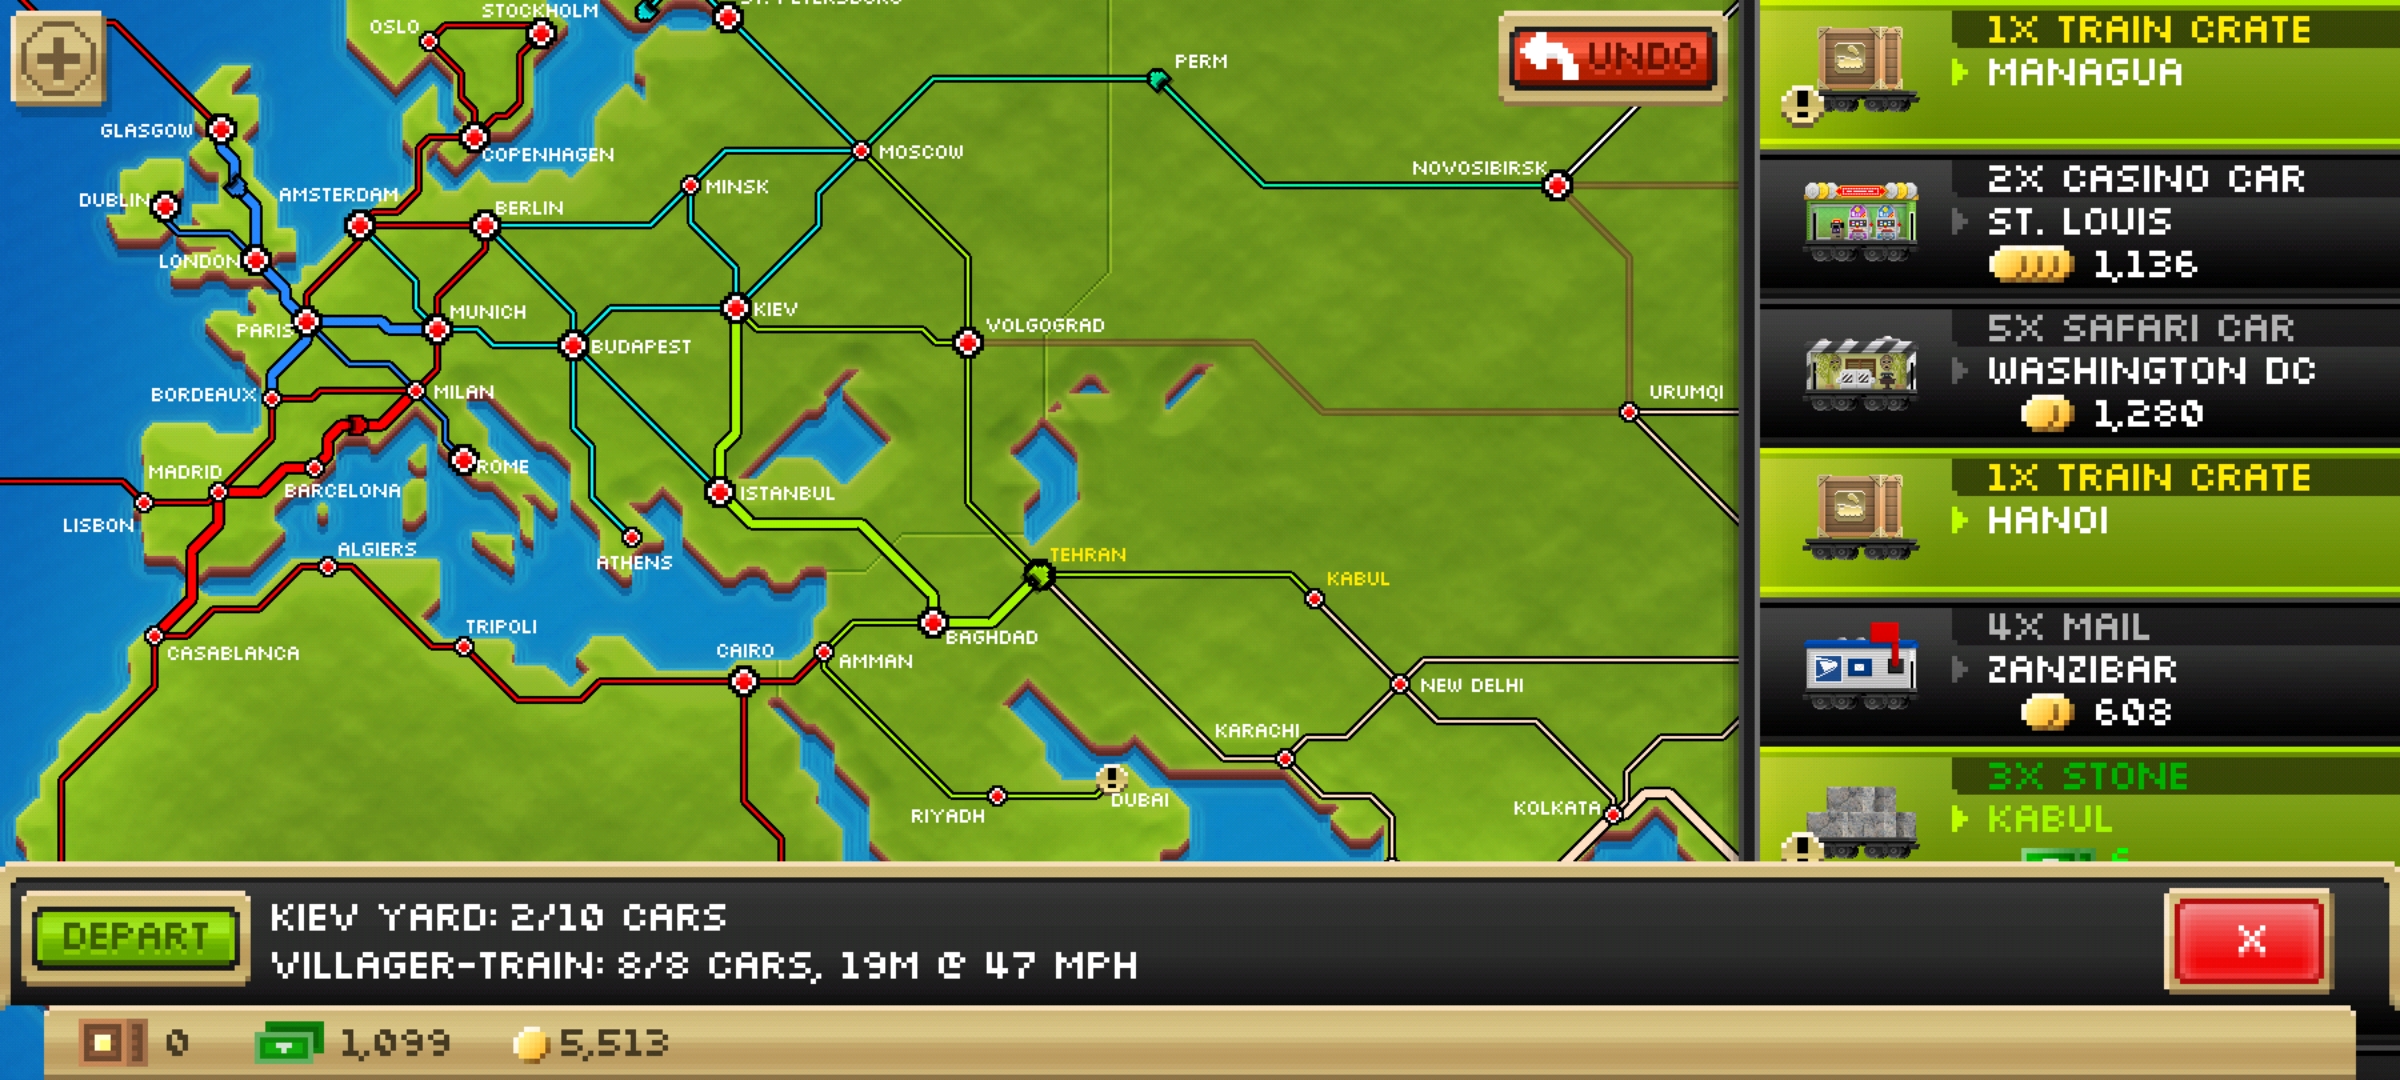 STOCKHOLM
OSLO
UNDO
PERM
GLASGOW
COPENHAGEN
MOSCOW
NOVOSIBIRSK
MINSK
DUBLIN
AMSTERDAM
BERLIN
LONDON
MUNICH
KIEV
PARIS
VOLGOGRAD
BUDAPEST
BORDEAUX
MILAN
URUMQI
MADRID
ROME
BARCELONA
ISTANBUL
LISBON
ALGIERS
ATHENS
TEHRAN
KABUL
TRIPOLI
BAGHDAD
CASABLANCA
CAIRO
AMMAN
NEW DELHI
KARACHI
DUBAI
RIYADH
KOLKATA
1X TRAIN CRATE
MANAGUA
2X CASINO CAR
ST. LOUIS
1,136
5X SAFARI CAR
WASHINGTON DC
1,280
1X TRAIN CRATE
HANOI
4X MAIL
ZANZIBAR
608
3X STONE
KABUL
DEPART
KIEV YARD: 2/10 CARS
VILLAGER-TRAIN: 8/8 CARS, 19M @ 47 MPH
X
0
1,099
5,513